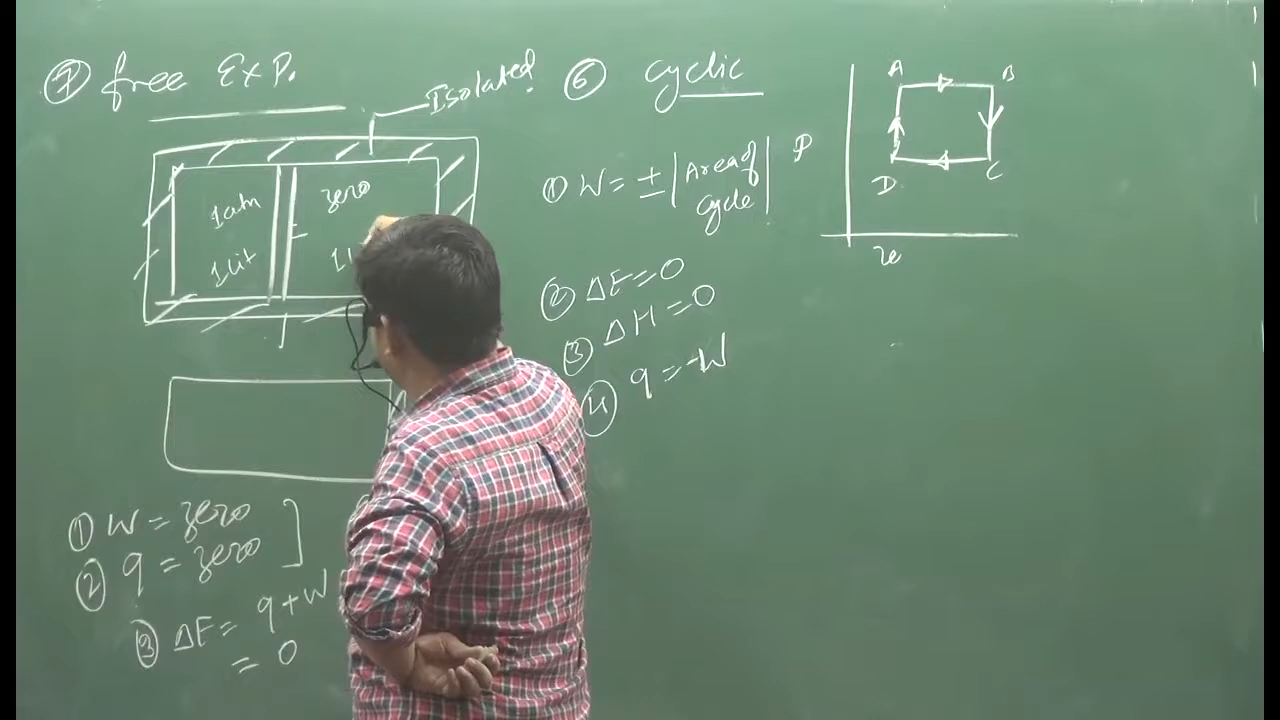 ⑦ free Exp.
Isolated.
1atm
zero
1lit
1l
① W = zero
② q = zero
③ ΔE = q + W
= 0
⑥ Cyclic
① W = ± |Area of
Cycle|
② ΔE = 0
③ ΔH = 0
④ q = -W
P
A
B
D
C